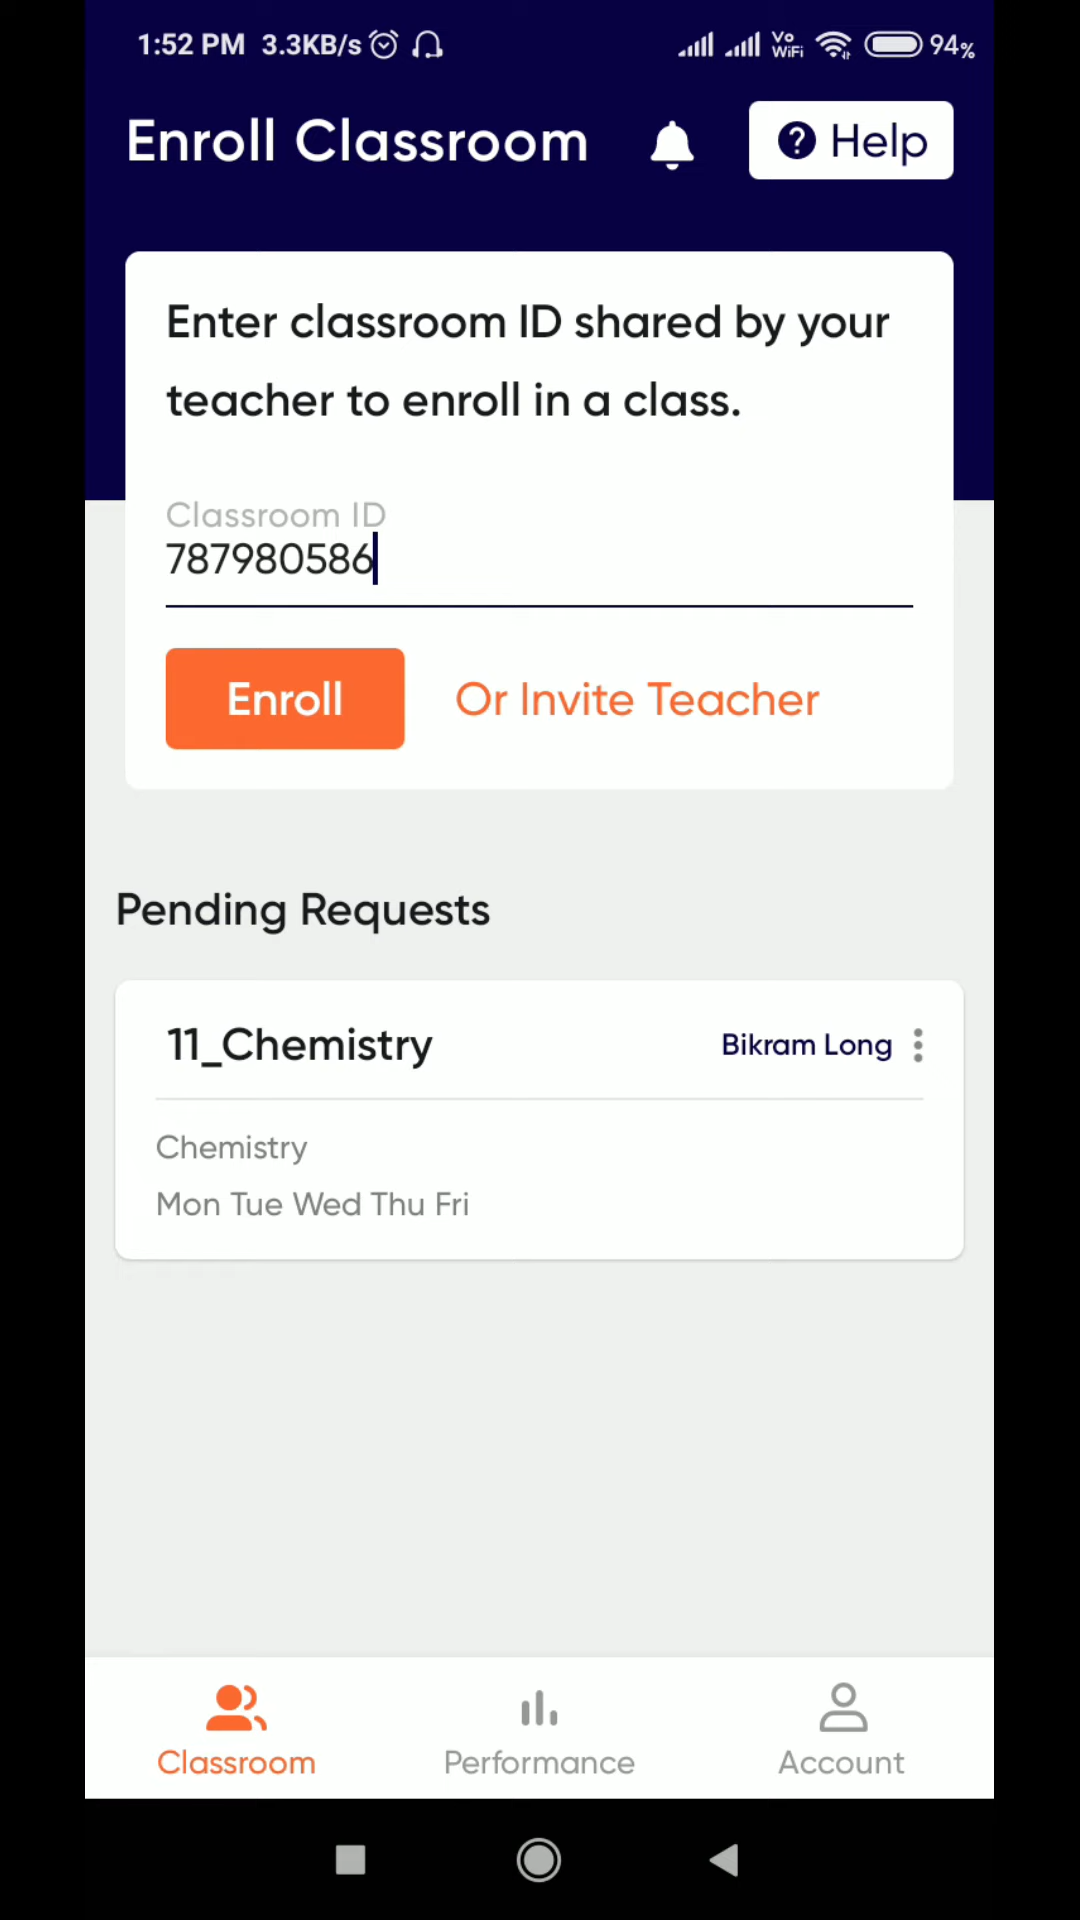 1:52 PM 3.3KB/s Vo WiFi 94%
Enroll Classroom ? Help
Enter classroom ID shared by your
teacher to enroll in a class.
Classroom ID
787980586
Enroll Or Invite Teacher
Pending Requests
11_Chemistry Bikram Long
Chemistry
Mon Tue Wed Thu Fri
Classroom Performance Account